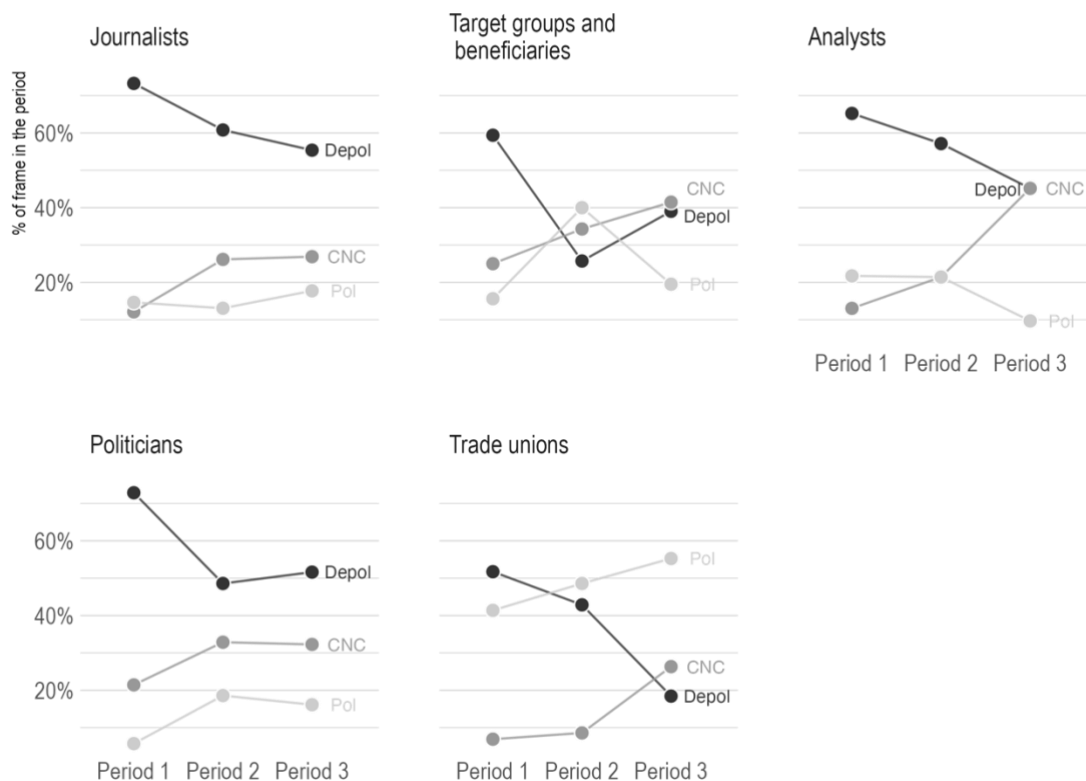 Journalists
Target groups and
beneficiaries
Analysts
% of frame in the period
60%
40%
20%
Depol
CNC
Pol
CNC
Depol
Pol
Depol
CNC
Pol
Period 1 Period 2 Period 3
Politicians
Trade unions
60%
40%
20%
Depol
CNC
Pol
Pol
CNC
Depol
Period 1 Period 2 Period 3
Period 1 Period 2 Period 3